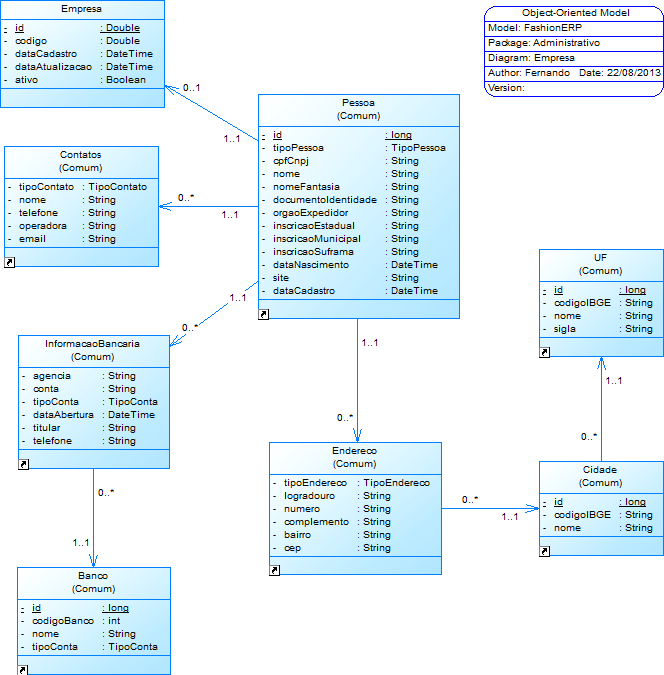 Empresa
- id : Double
- codigo : Double
- dataCadastro : DateTime
- dataAtualizacao : DateTime
- ativo : Boolean
Object-Oriented Model
Model: FashionERP
Package: Administrativo
Diagram: Empresa
Author: Fernando Date: 22/08/2013
Version:
0..1
1..1
Pessoa
(Comum)
- id : long
- tipoPessoa : TipoPessoa
- cpfCnpj : String
- nome : String
- nomeFantasia : String
- documentoIdentidade : String
- orgaoExpedidor : String
- inscricaoEstadual : String
- inscricaoMunicipal : String
- inscricaoSuframa : String
- dataNascimento : DateTime
- site : String
- dataCadastro : DateTime
Contatos
(Comum)
- tipoContato : TipoContato
- nome : String
- telefone : String
- operadora : String
- email : String
0..*
1..1
1..1
0..*
UF
(Comum)
- id : long
- codigoIBGE : String
- nome : String
- sigla : String
InformacaoBancaria
(Comum)
- agencia : String
- conta : String
- tipoConta : TipoConta
- dataAbertura : DateTime
- titular : String
- telefone : String
1..1
0..*
1..1
0..*
Endereco
(Comum)
- tipoEndereco : TipoEndereco
- logradouro : String
- numero : String
- complemento : String
- bairro : String
- cep : String
0..*
1..1
Cidade
(Comum)
- id : long
- codigoIBGE : String
- nome : String
0..*
1..1
Banco
(Comum)
- id : long
- codigoBanco : int
- nome : String
- tipoConta : TipoConta